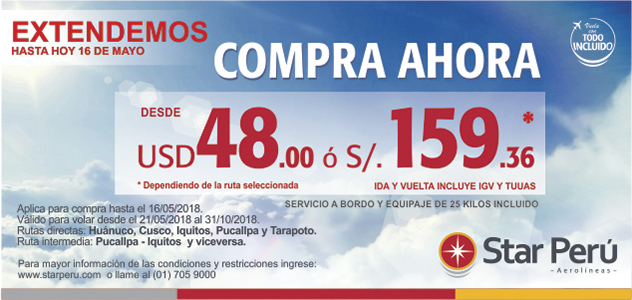 EXTENDEMOS
HASTA HOY 16 DE MAYO
Vuela
con
TODO
INCLUIDO
COMPRA AHORA
DESDE
USD 48.00 ó S/. 159.36 *
* Dependiendo de la ruta seleccionada
IDA Y VUELTA INCLUYE IGV Y TUUAS
SERVICIO A BORDO Y EQUIPAJE DE 25 KILOS INCLUIDO
Aplica para compra hasta el 16/05/2018.
Válido para volar desde el 21/05/2018 al 31/10/2018.
Rutas directas: Huánuco, Cusco, Iquitos, Pucallpa y Tarapoto.
Ruta intermedia: Pucallpa - Iquitos y viceversa.
Para mayor información de las condiciones y restricciones ingrese:
www.starperu.com o llame al (01) 705 9000
Star Perú
- Aerolíneas -